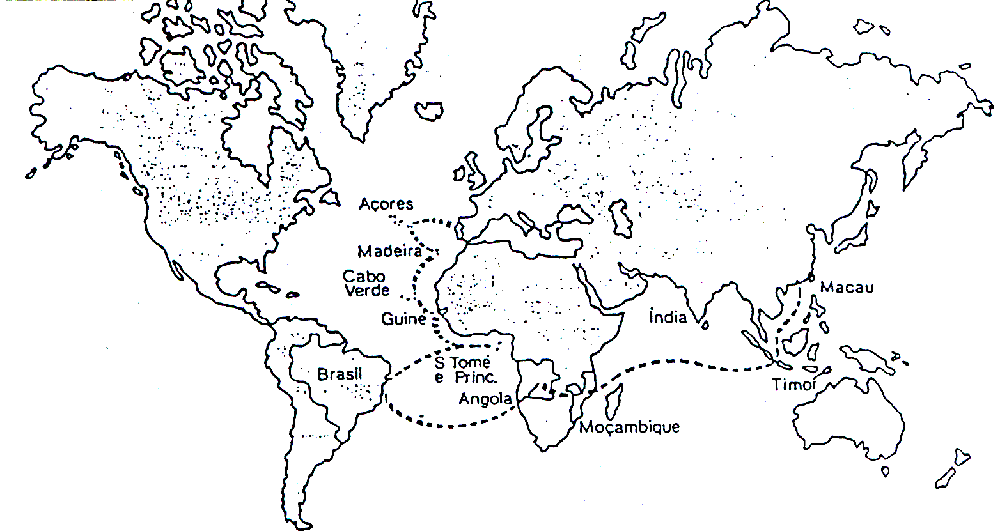 Açores
Madeira
Cabo
Verde
Guiné
S Tomé
e Princ.
Brasil
Angola
Moçambique
Índia
Macau
Timor